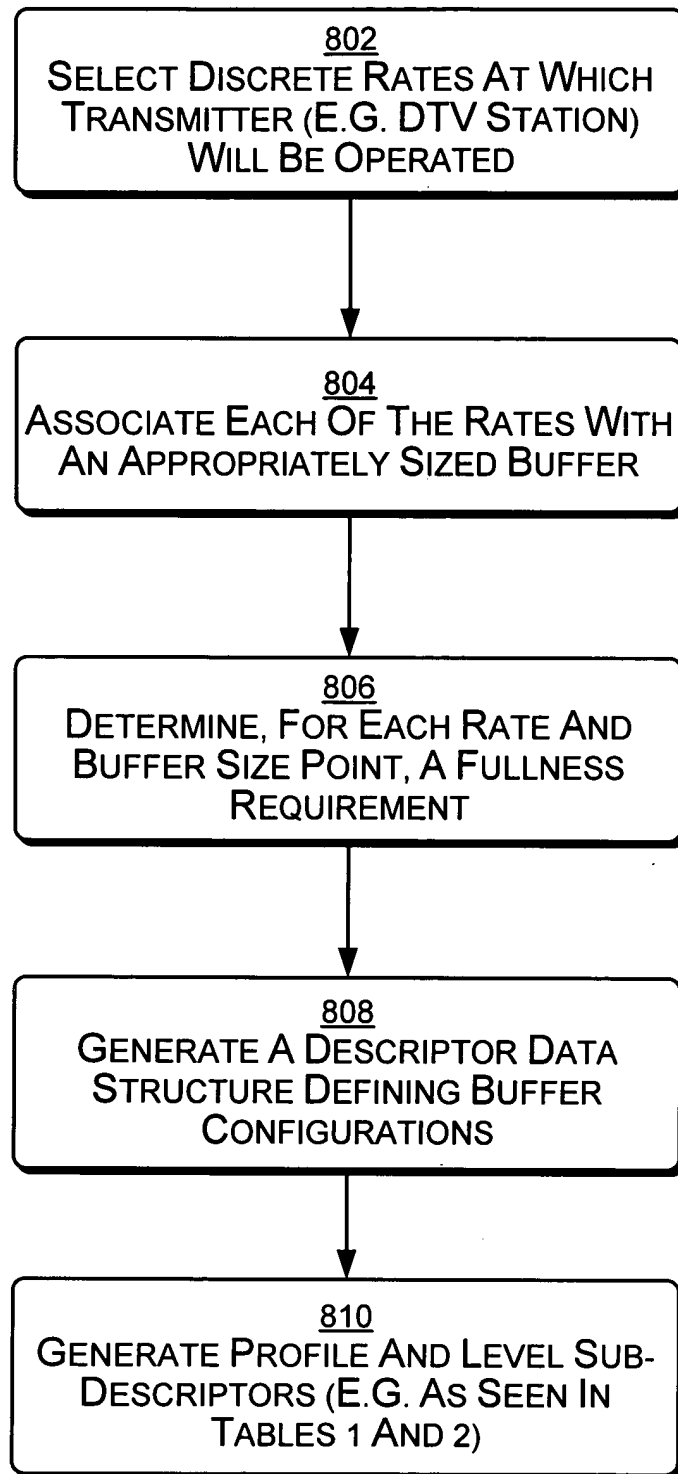 802
SELECT DISCRETE RATES AT WHICH
TRANSMITTER (E.G. DTV STATION)
WILL BE OPERATED
804
ASSOCIATE EACH OF THE RATES WITH
AN APPROPRIATELY SIZED BUFFER
806
DETERMINE, FOR EACH RATE AND
BUFFER SIZE POINT, A FULLNESS
REQUIREMENT
808
GENERATE A DESCRIPTOR DATA
STRUCTURE DEFINING BUFFER
CONFIGURATIONS
810
GENERATE PROFILE AND LEVEL SUB-
DESCRIPTORS (E.G. AS SEEN IN
TABLES 1 AND 2)